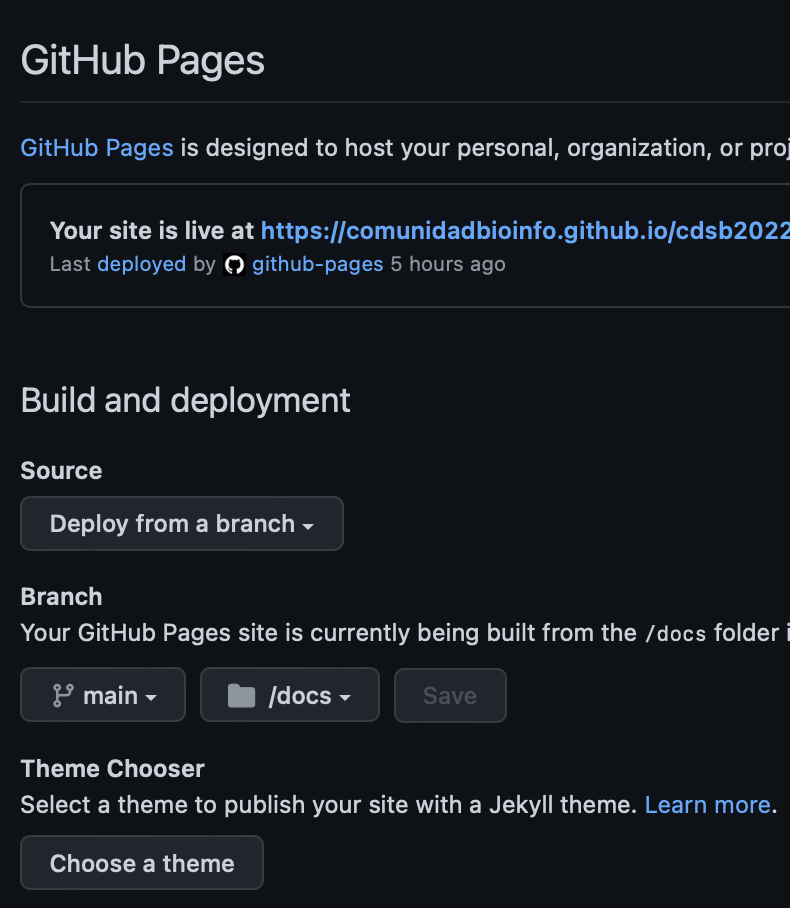 GitHub Pages
GitHub Pages is designed to host your personal, organization, or proj
Your site is live at https://comunidadbioinfo.github.io/cdsb2022
Last deployed by github-pages 5 hours ago
Build and deployment
Source
Deploy from a branch
Branch
Your GitHub Pages site is currently being built from the /docs folder i
main /docs Save
Theme Chooser
Select a theme to publish your site with a Jekyll theme. Learn more.
Choose a theme